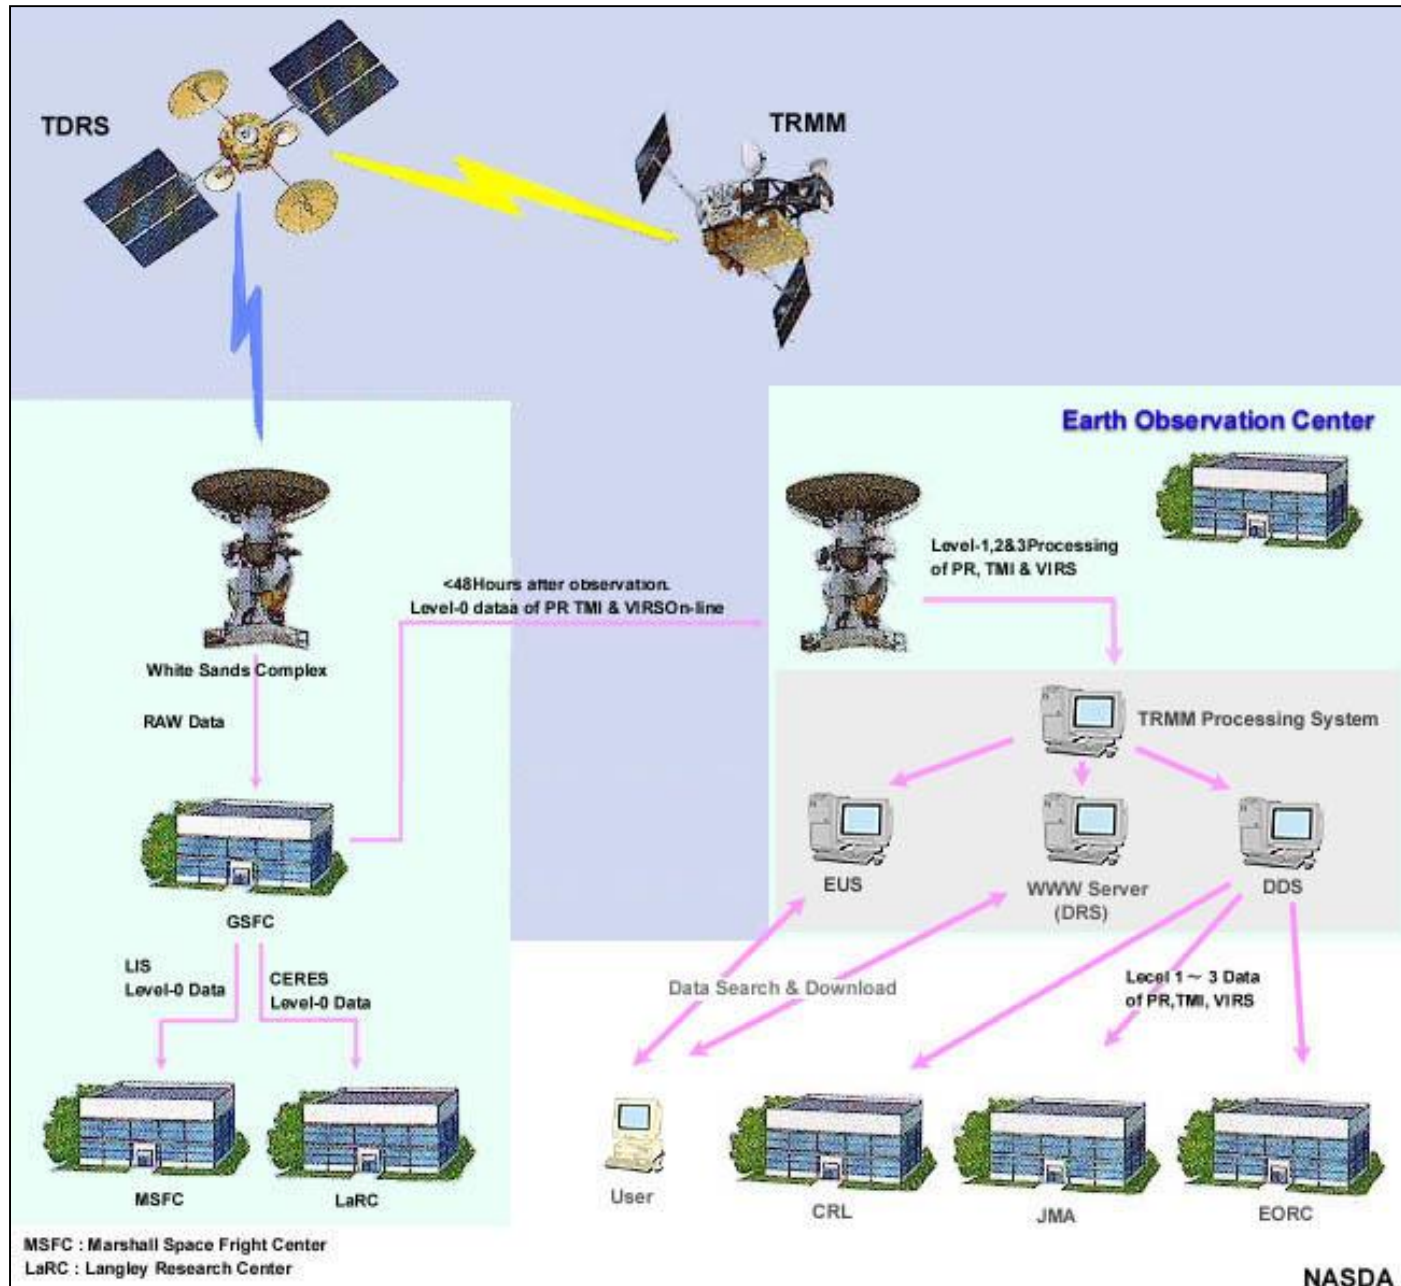 TDRS
TRMM
Earth Observation Center
Level-1,2&3Processing
of PR, TMI & VIRS
<48Hours after observation.
Level-0 dataa of PR TMI & VIRSOn-line
White Sands Complex
RAW Data
TRMM Processing System
EUS
WWW Server
(DRS)
DDS
GSFC
LIS
Level-0 Data
CERES
Level-0 Data
Data Search & Download
Lecel 1 ～ 3 Data
of PR,TMI, VIRS
MSFC
LaRC
User
CRL
JMA
EORC
MSFC : Marshall Space Fright Center
LaRC : Langley Research Center
NASDA